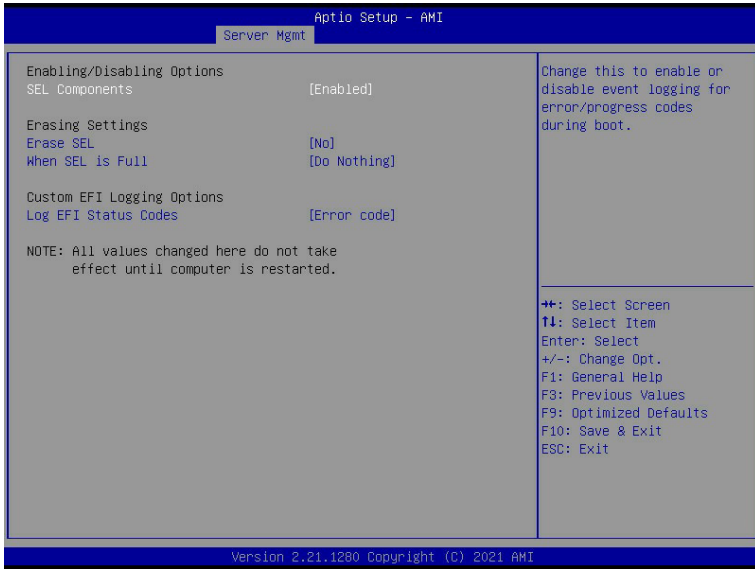 Aptio Setup - AMI
Server Mgmt
Enabling/Disabling Options
SEL Components [Enabled]
Erasing Settings
Erase SEL [No]
When SEL is Full [Do Nothing]
Custom EFI Logging Options
Log EFI Status Codes [Error code]
NOTE: All values changed here do not take
effect until computer is restarted.
Change this to enable or
disable event logging for
error/progress codes
during boot.
→←: Select Screen
↑↓: Select Item
Enter: Select
+/-: Change Opt.
F1: General Help
F3: Previous Values
F9: Optimized Defaults
F10: Save & Exit
ESC: Exit
Version 2.21.1280 Copyright (C) 2021 AMI